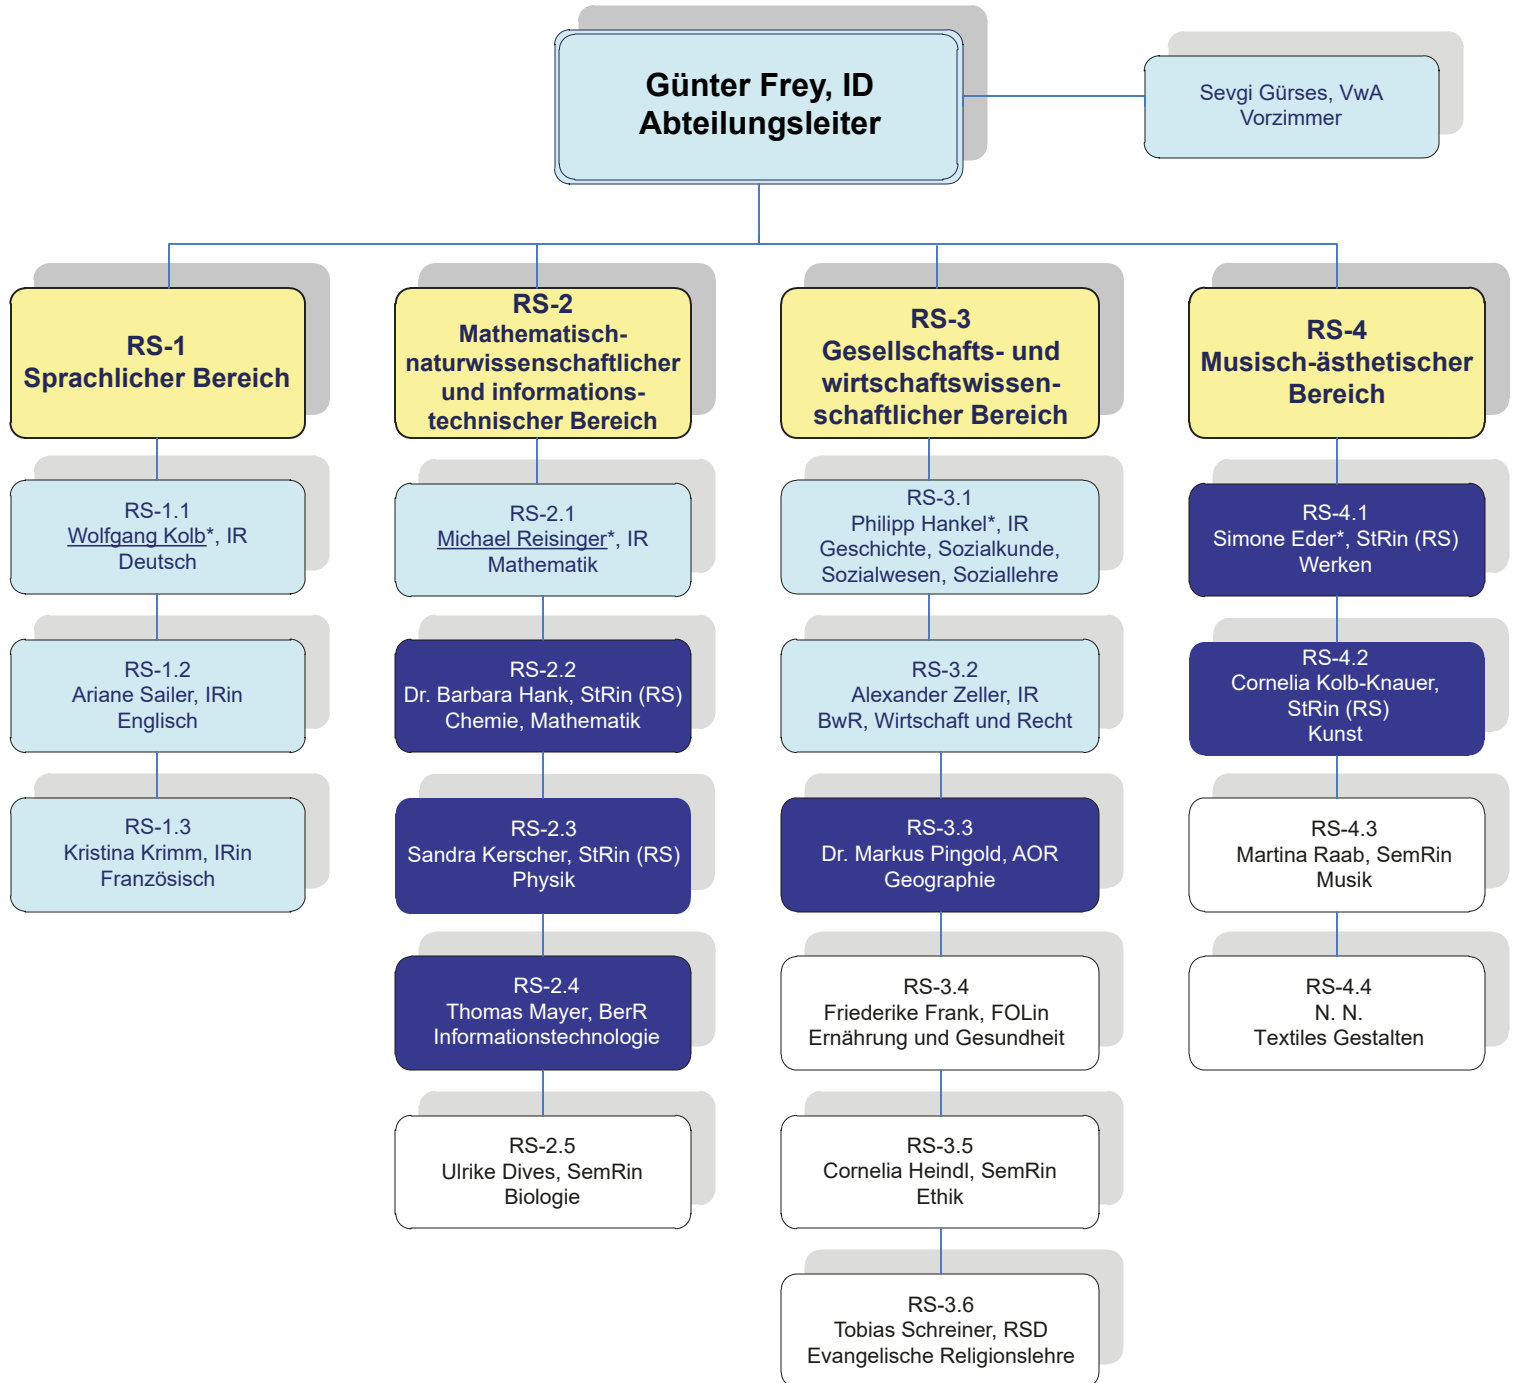 Günter Frey, ID
Abteilungsleiter
Sevgi Gürses, VwA
Vorzimmer
RS-1
Sprachlicher Bereich
RS-1.1
Wolfgang Kolb*, IR
Deutsch
RS-1.2
Ariane Sailer, IRin
Englisch
RS-1.3
Kristina Krimm, IRin
Französisch
RS-2
Mathematisch-
naturwissenschaftlicher
und informations-
technischer Bereich
RS-2.1
Michael Reisinger*, IR
Mathematik
RS-2.2
Dr. Barbara Hank, StRin (RS)
Chemie, Mathematik
RS-2.3
Sandra Kerscher, StRin (RS)
Physik
RS-2.4
Thomas Mayer, BerR
Informationstechnologie
RS-2.5
Ulrike Dives, SemRin
Biologie
RS-3
Gesellschafts- und
wirtschaftswissen-
schaftlicher Bereich
RS-3.1
Philipp Hankel*, IR
Geschichte, Sozialkunde,
Sozialwesen, Soziallehre
RS-3.2
Alexander Zeller, IR
BwR, Wirtschaft und Recht
RS-3.3
Dr. Markus Pingold, AOR
Geographie
RS-3.4
Friederike Frank, FOLin
Ernährung und Gesundheit
RS-3.5
Cornelia Heindl, SemRin
Ethik
RS-3.6
Tobias Schreiner, RSD
Evangelische Religionslehre
RS-4
Musisch-ästhetischer
Bereich
RS-4.1
Simone Eder*, StRin (RS)
Werken
RS-4.2
Cornelia Kolb-Knauer,
StRin (RS)
Kunst
RS-4.3
Martina Raab, SemRin
Musik
RS-4.4
N. N.
Textiles Gestalten